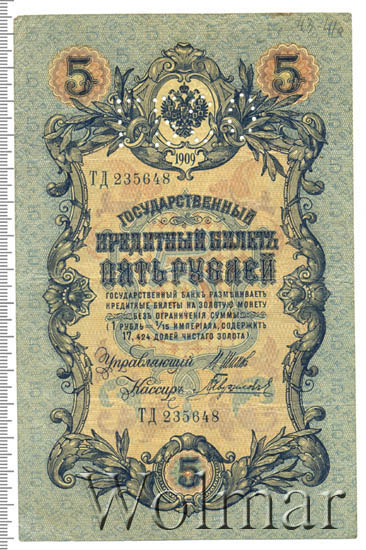 43-41а
5 5
1909
ТД 235648
ГОСУДАРСТВЕННЫЙ
КРЕДИТНЫЙ БИЛЕТЪ
ПЯТЬ РУБЛЕЙ
ГОСУДАРСТВЕННЫЙ БАНКЪ РАЗМѢНИВАЕТЪ
КРЕДИТНЫЕ БИЛЕТЫ НА ЗОЛОТУЮ МОНЕТУ
БЕЗЪ ОГРАНИЧЕНІЯ СУММЫ
(1 РУБЛЬ = 1/15 ИМПЕРІАЛА, СОДЕРЖИТЪ
17,424 ДОЛЕЙ ЧИСТАГО ЗОЛОТА)
Управляющій
Кассиръ
ТД 235648
5
Wolmar